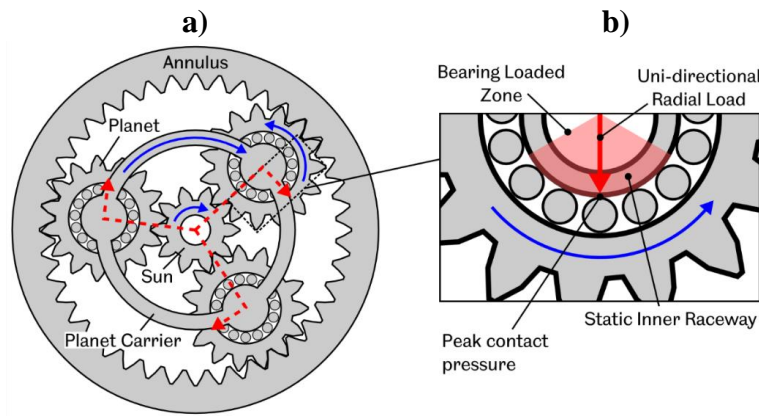 a)
Annulus
Planet
Sun
Planet Carrier
b)
Bearing Loaded
Zone
Uni-directional
Radial Load
Static Inner Raceway
Peak contact
pressure